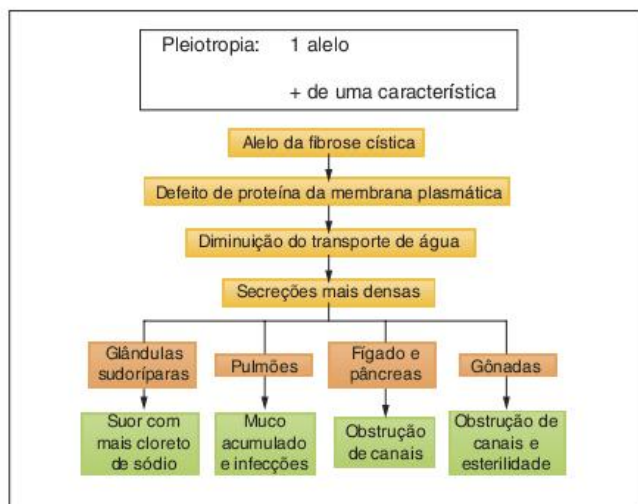 Pleiotropia: 1 alelo
+ de uma característica
Alelo da fibrose cística
Defeito de proteína da membrana plasmática
Diminuição do transporte de água
Secreções mais densas
Glândulas
sudoríparas
Pulmões
Fígado e
pâncreas
Gônadas
Suor com
mais cloreto
de sódio
Muco
acumulado
e infecções
Obstrução
de canais
Obstrução de
canais e
esterilidade